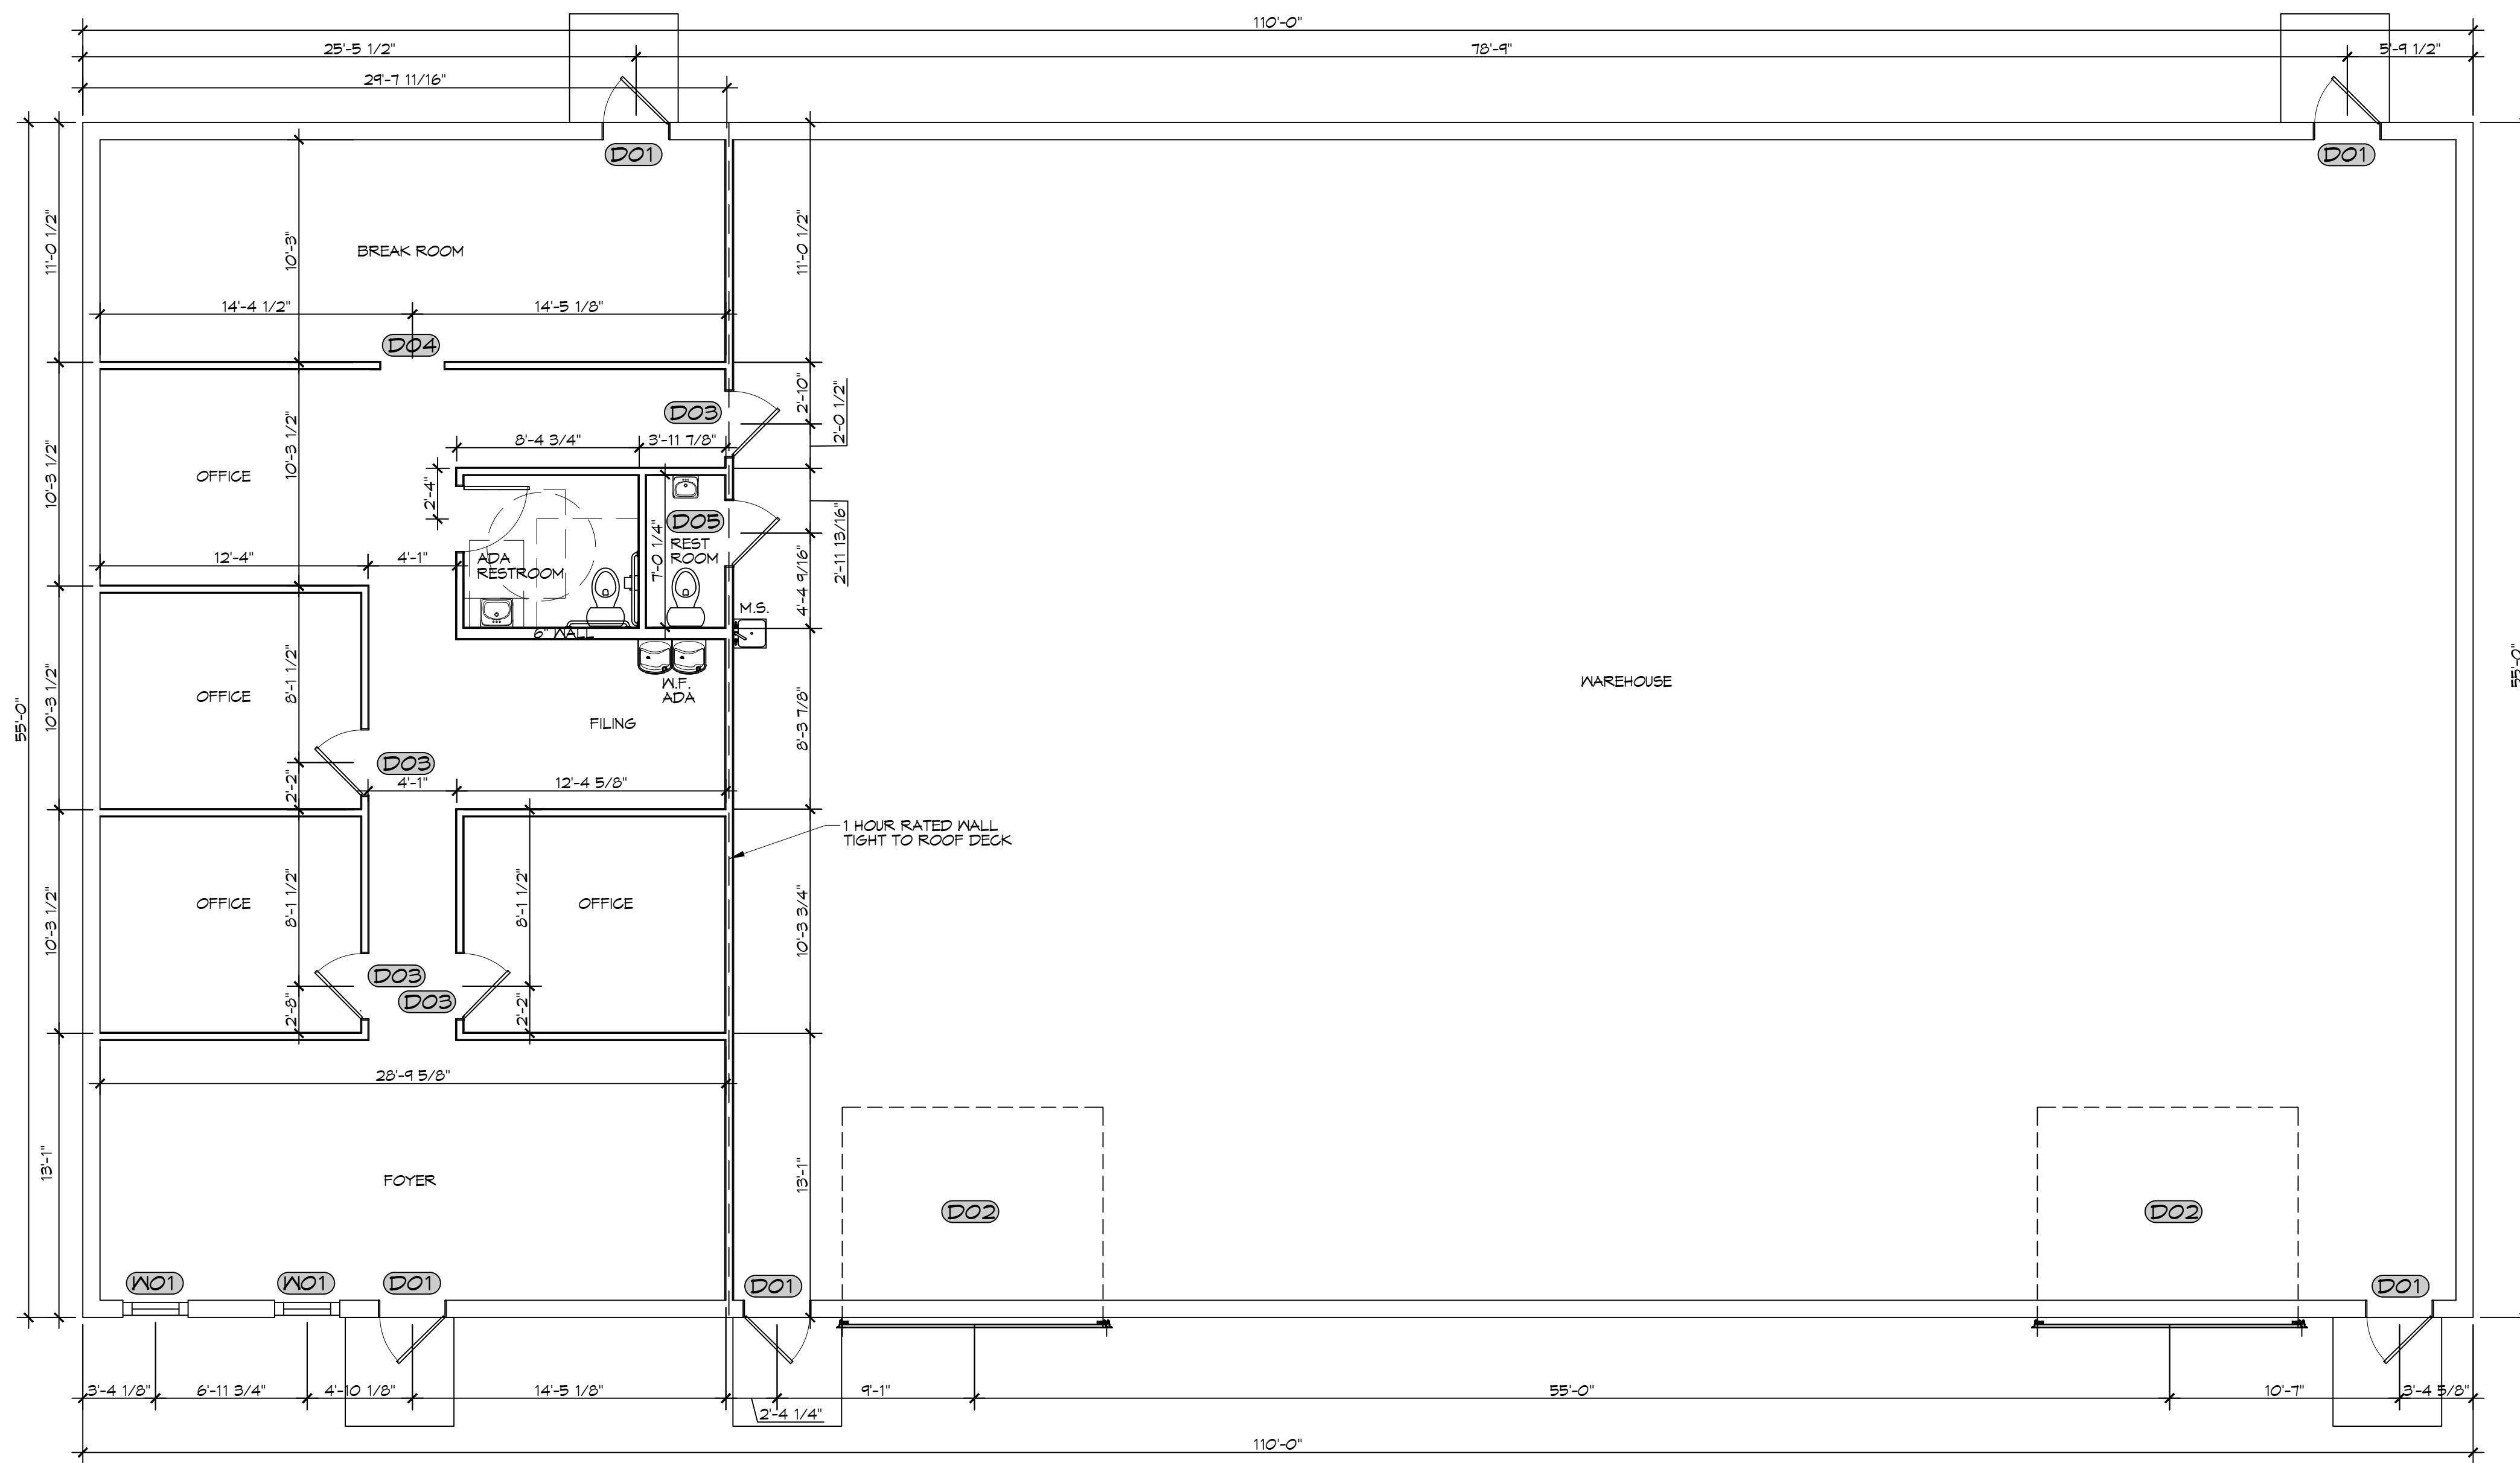 110'-0"
25'-5 1/2"
78'-9"
5'-9 1/2"
29'-7 11/16"
D01
D01
11'-0 1/2"
10'-3"
BREAK ROOM
11'-0 1/2"
14'-4 1/2"
14'-5 1/8"
D04
10'-3 1/2"
10'-3 1/2"
D03
2'-10"
2'-0 1/2"
8'-4 3/4"
3'-11 7/8"
OFFICE
2'-4"
D05
7'-0 1/4"
REST
ROOM
2'-11 13/16"
4'-4 9/16"
12'-4"
4'-1"
ADA
RESTROOM
M.S.
6" WALL
W.F.
ADA
10'-3 1/2"
8'-1 1/2"
OFFICE
FILING
8'-3 7/8"
WAREHOUSE
55'-0"
55'-0"
D03
2'-2"
4'-1"
12'-4 5/8"
1 HOUR RATED WALL
TIGHT TO ROOF DECK
10'-3 1/2"
8'-1 1/2"
OFFICE
8'-1 1/2"
OFFICE
10'-3 3/4"
D03
D03
2'-8"
2'-2"
28'-9 5/8"
13'-1"
FOYER
13'-1"
D02
D02
W01
W01
D01
D01
D01
3'-4 1/8"
6'-11 3/4"
4'-10 1/8"
14'-5 1/8"
2'-4 1/4"
9'-1"
55'-0"
10'-7"
3'-4 5/8"
110'-0"